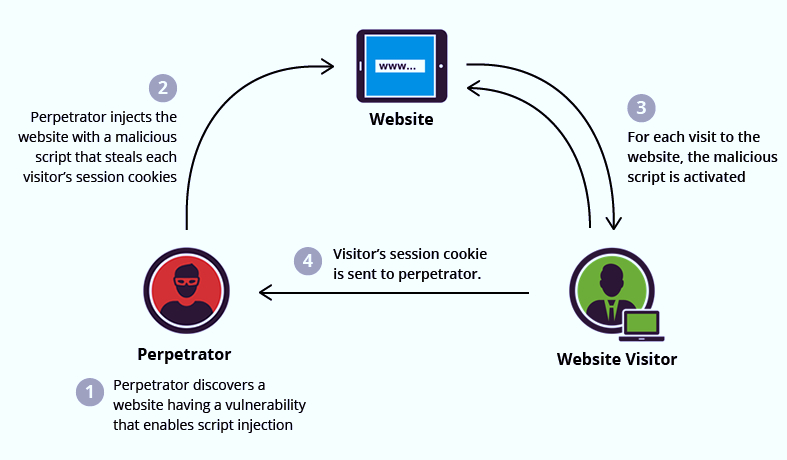 www...
Website
2
Perpetrator injects the
website with a malicious
script that steals each
visitor's session cookies
3
For each visit to the
website, the malicious
script is activated
4
Visitor's session cookie
is sent to perpetrator.
Perpetrator
Website Visitor
1
Perpetrator discovers a
website having a vulnerability
that enables script injection